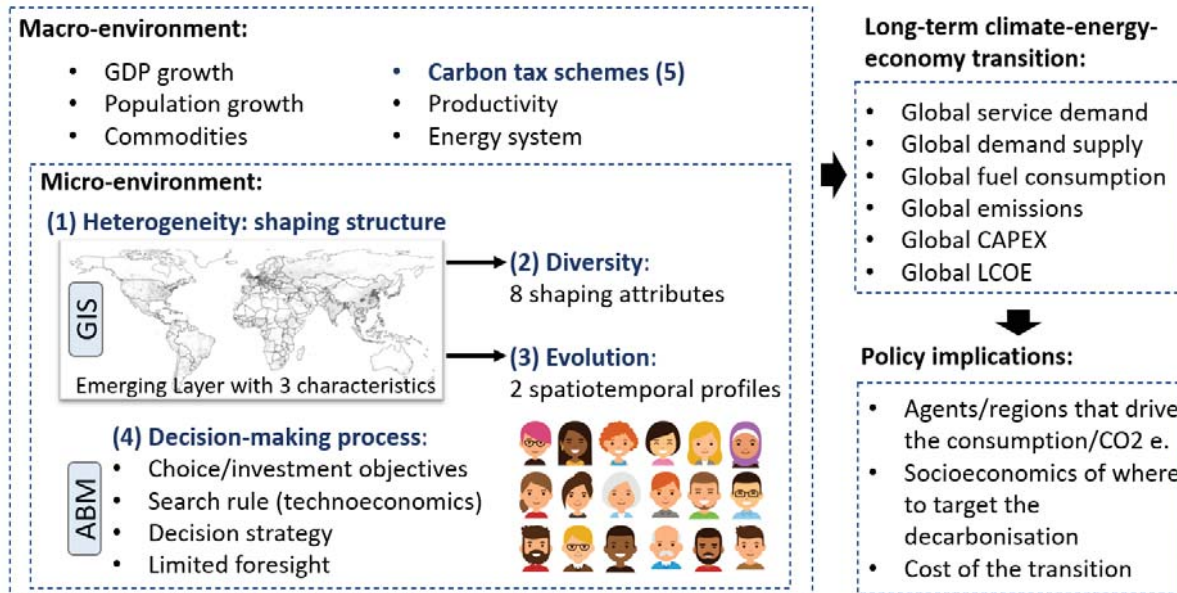 Macro-environment:
• GDP growth
• Population growth
• Commodities
• Carbon tax schemes (5)
• Productivity
• Energy system
Micro-environment:
(1) Heterogeneity: shaping structure
GIS
Emerging Layer with 3 characteristics
(2) Diversity:
8 shaping attributes
(3) Evolution:
2 spatiotemporal profiles
ABM
(4) Decision-making process:
• Choice/investment objectives
• Search rule (technoeconomics)
• Decision strategy
• Limited foresight
Long-term climate-energy-
economy transition:
• Global service demand
• Global demand supply
• Global fuel consumption
• Global emissions
• Global CAPEX
• Global LCOE
Policy implications:
• Agents/regions that drive
the consumption/CO2 e.
• Socioeconomics of where
to target the
decarbonisation
• Cost of the transition